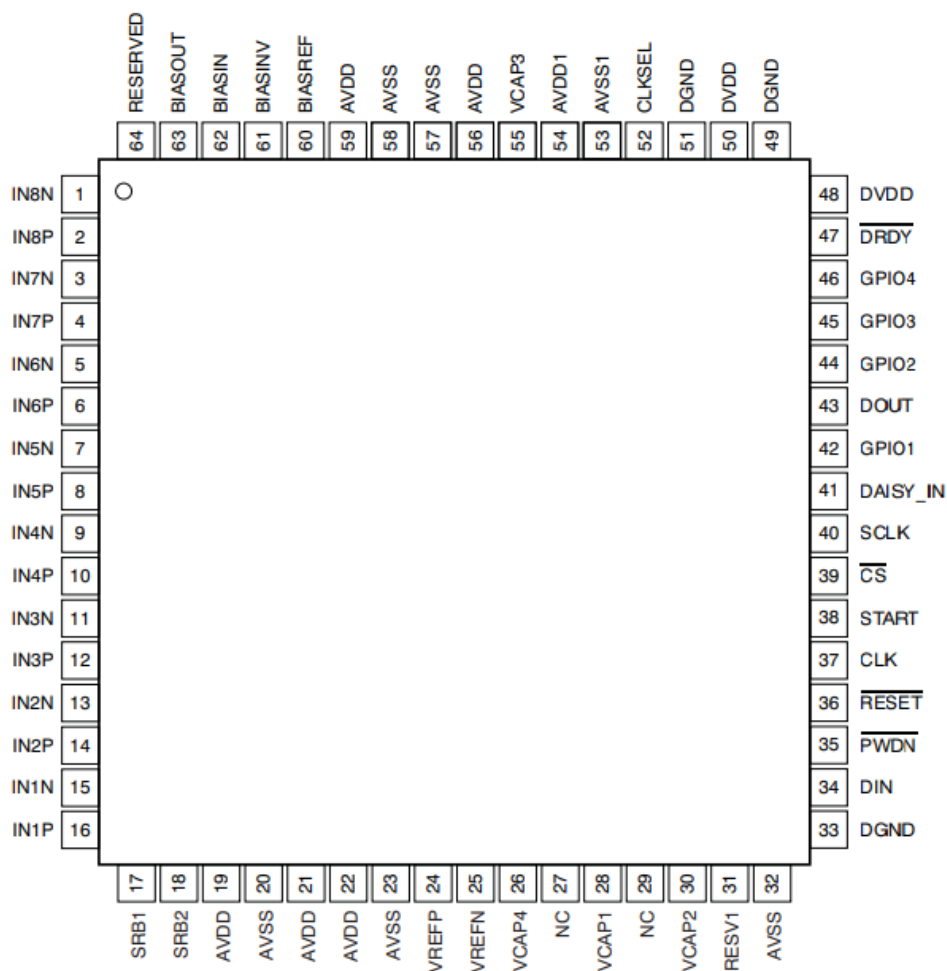 RESERVED
BIASOUT
BIASIN
BIASINV
BIASREF
AVDD
AVSS
AVSS
AVDD
VCAP3
AVDD1
AVSS1
CLKSEL
DGND
DVDD
DGND
64
63
62
61
60
59
58
57
56
55
54
53
52
51
50
49
IN8N 1
IN8P 2
IN7N 3
IN7P 4
IN6N 5
IN6P 6
IN5N 7
IN5P 8
IN4N 9
IN4P 10
IN3N 11
IN3P 12
IN2N 13
IN2P 14
IN1N 15
IN1P 16
48 DVDD
47 DRDY
46 GPIO4
45 GPIO3
44 GPIO2
43 DOUT
42 GPIO1
41 DAISY_IN
40 SCLK
39 CS
38 START
37 CLK
36 RESET
35 PWDN
34 DIN
33 DGND
17
18
19
20
21
22
23
24
25
26
27
28
29
30
31
32
SRB1
SRB2
AVDD
AVSS
AVDD
AVDD
AVSS
VREFP
VREFN
VCAP4
NC
VCAP1
NC
VCAP2
RESV1
AVSS